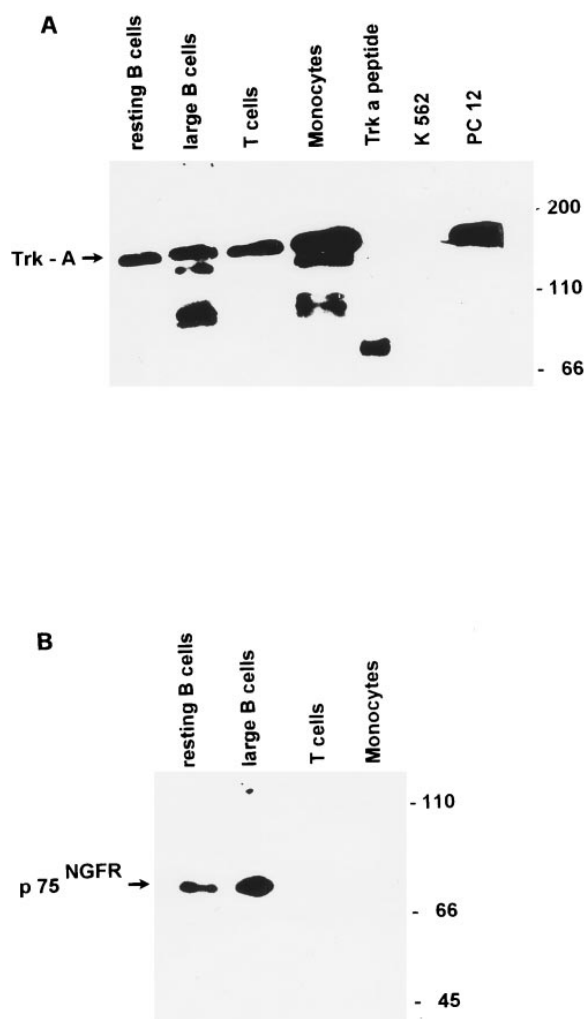 A
resting B cells
large B cells
T cells
Monocytes
Trk a peptide
K 562
PC 12
Trk - A
- 200
- 110
- 66
B
resting B cells
large B cells
T cells
Monocytes
p 75 NGFR
- 110
- 66
- 45